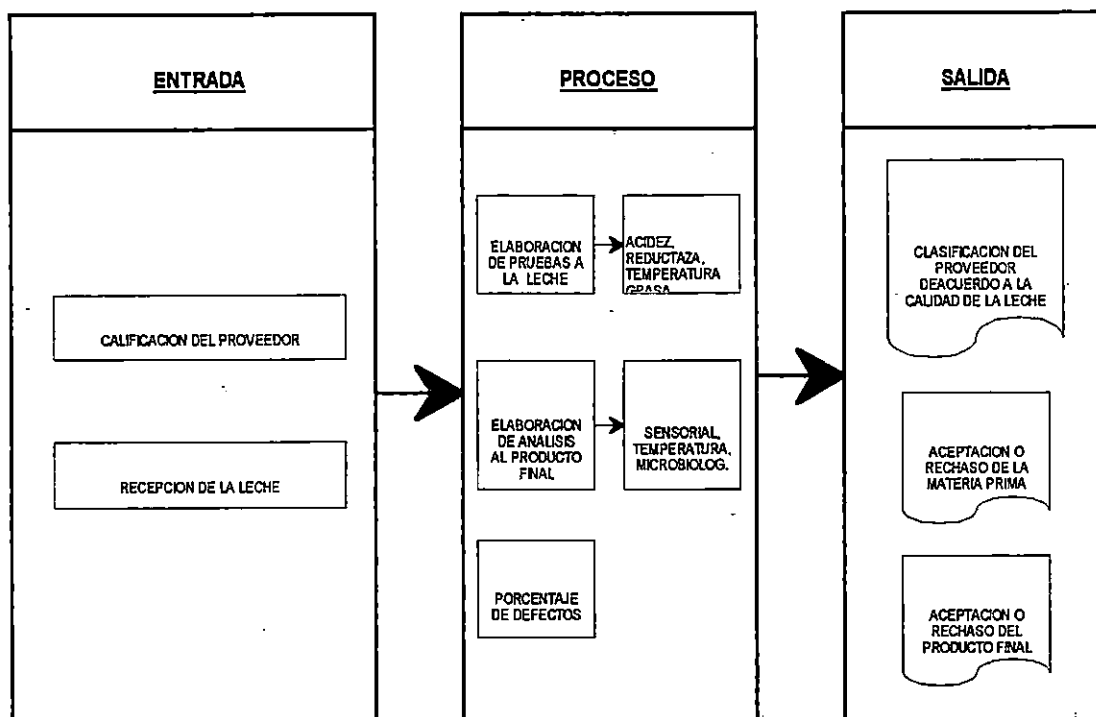 ENTRADA
CALIFICACION DEL PROVEEDOR
RECEPCION DE LA LECHE
PROCESO
ELABORACION
DE PRUEBAS A
LA LECHE
ACIDEZ,
REDUCTAZA,
TEMPERATURA
GRASA
ELABORACION
DE ANALISIS
AL PRODUCTO
FINAL
SENSORIAL,
TEMPERATURA,
MICROBIOLOG.
PORCENTAJE
DE DEFECTOS
SALIDA
CLASIFICACION DEL
PROVEEDOR
DEACUERDO A LA
CALIDAD DE LA LECHE
ACEPTACION O
RECHASO DE LA
MATERIA PRIMA
ACEPTACION O
RECHASO DEL
PRODUCTO FINAL